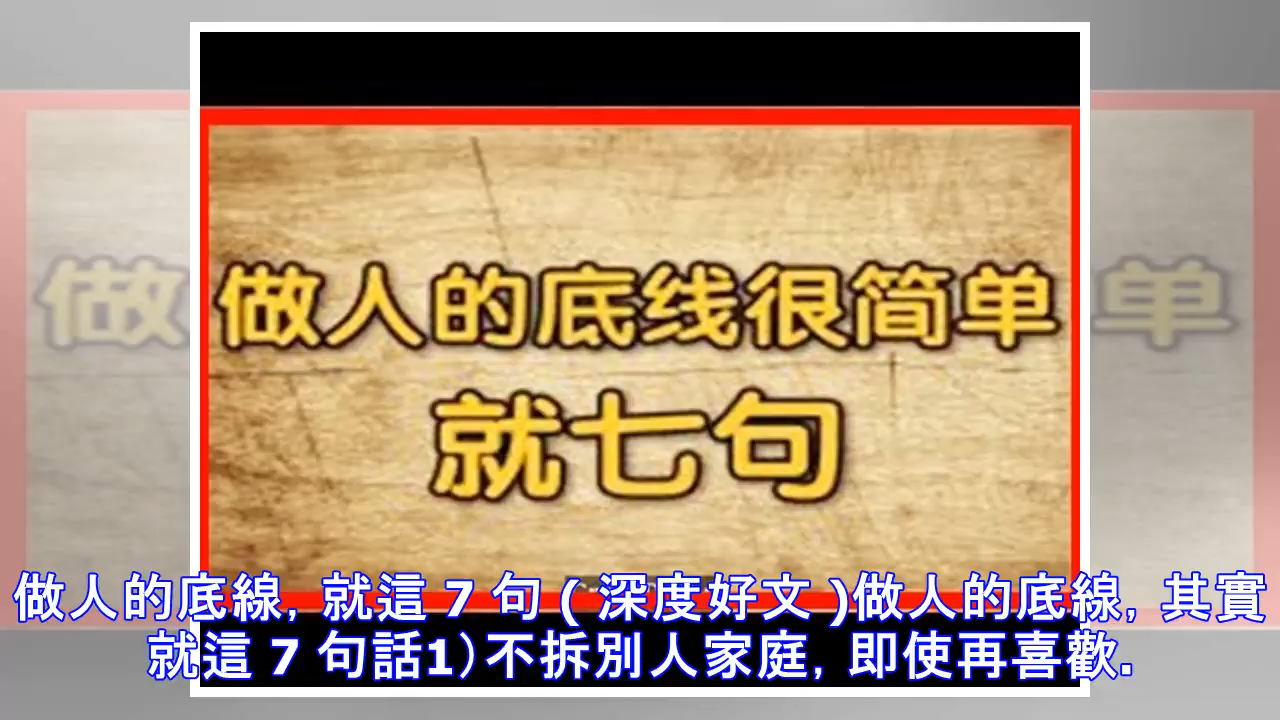 做人的底线很简单
就七句
做人的底線, 就這 7 句 ( 深度好文 )做人的底線, 其實
就這 7 句話1)不拆別人家庭, 即使再喜歡.
做
单